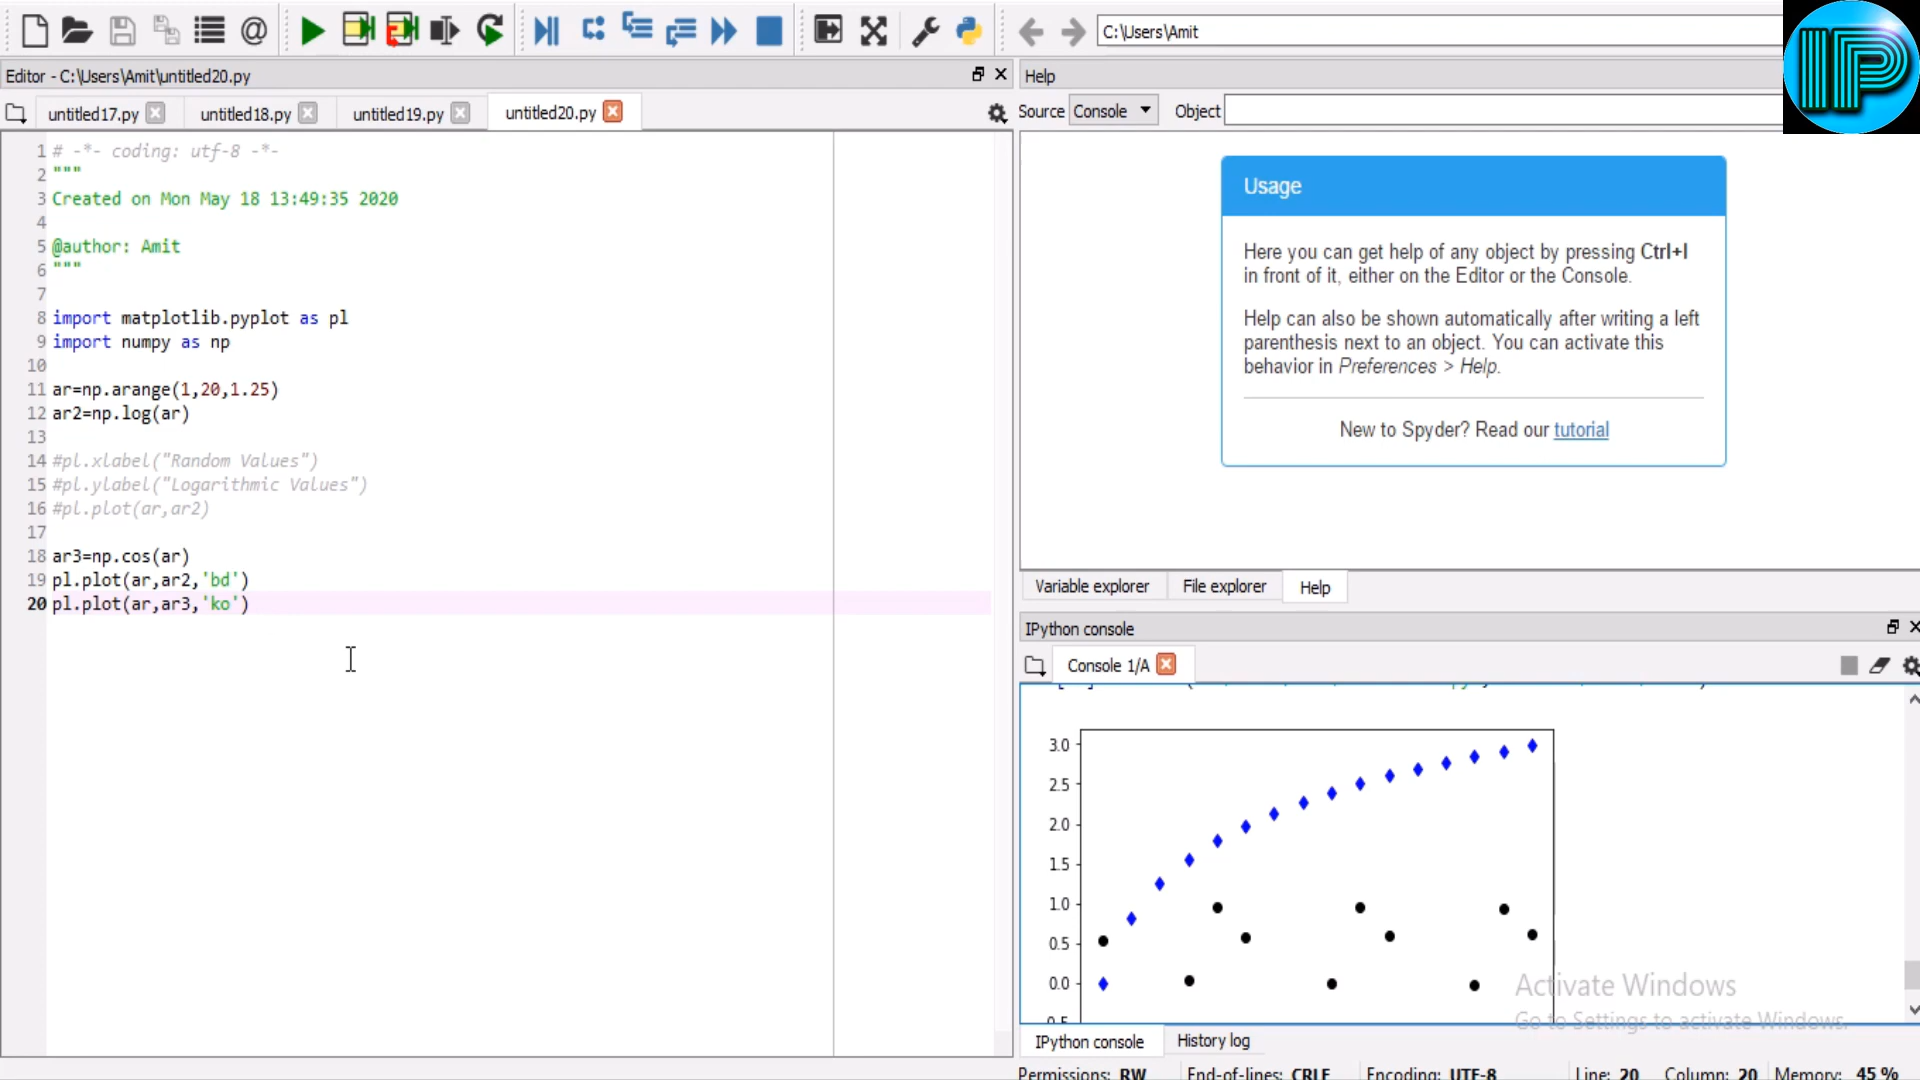 C:\Users\Amit
IP
Editor - C:\Users\Amit\untitled20.py
Help
untitled17.py
untitled18.py
untitled19.py
untitled20.py
Source
Console
Object
1 # -*- coding: utf-8 -*-
2 """
3 Created on Mon May 18 13:49:35 2020
4
5 @author: Amit
6 """
7
8 import matplotlib.pyplot as pl
9 import numpy as np
10
11 ar=np.arange(1,20,1.25)
12 ar2=np.log(ar)
13
14 #pl.xlabel("Random Values")
15 #pl.ylabel("Logarithmic Values")
16 #pl.plot(ar,ar2)
17
18 ar3=np.cos(ar)
19 pl.plot(ar,ar2,'bd')
20 pl.plot(ar,ar3,'ko')
Usage
Here you can get help of any object by pressing Ctrl+I
in front of it, either on the Editor or the Console.
Help can also be shown automatically after writing a left
parenthesis next to an object. You can activate this
behavior in Preferences > Help.
New to Spyder? Read our tutorial
Variable explorer
File explorer
Help
IPython console
Console 1/A
3.0
2.5
2.0
1.5
1.0
0.5
0.0
Activate Windows
Go to Settings to activate Windows.
IPython console
History log
Permissions: RW
End-of-lines: CRLF
Encoding: UTF-8
Line: 20
Column: 20
Memory: 45 %